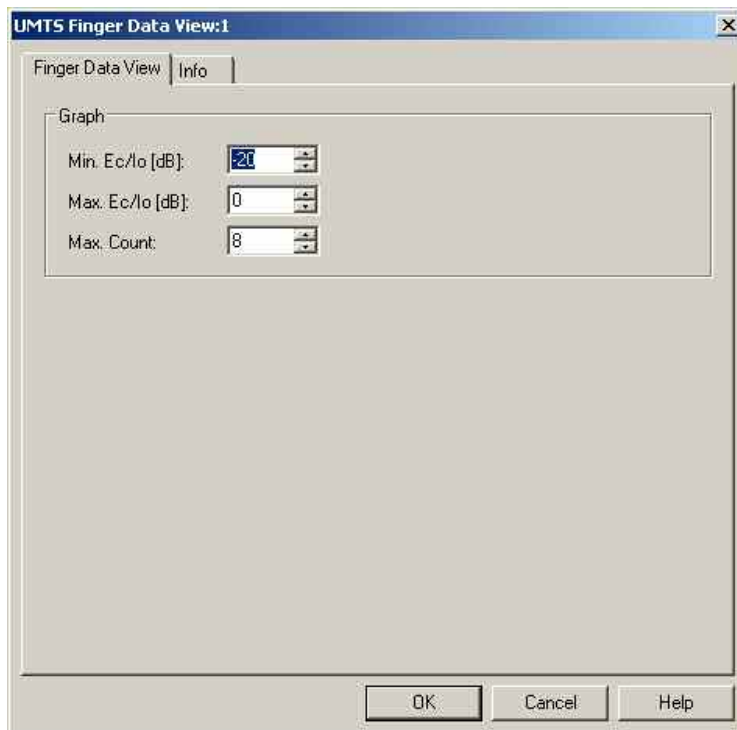 UMTS Finger Data View:1
Finger Data View Info
Graph
Min. Ec/Io [dB]: -20
Max. Ec/Io [dB]: 0
Max. Count: 8
OK Cancel Help